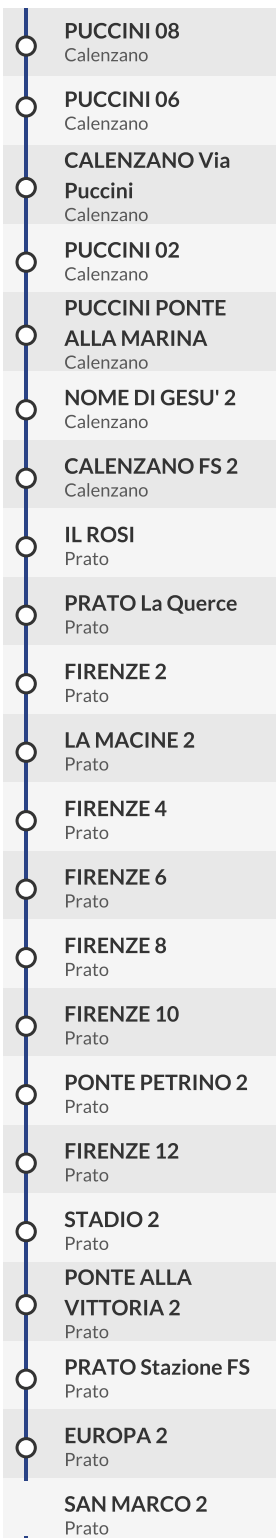 PUCCINI 08
Calenzano
PUCCINI 06
Calenzano
CALENZANO Via
Puccini
Calenzano
PUCCINI 02
Calenzano
PUCCINI PONTE
ALLA MARINA
Calenzano
NOME DI GESU' 2
Calenzano
CALENZANO FS 2
Calenzano
IL ROSI
Prato
PRATO La Querce
Prato
FIRENZE 2
Prato
LA MACINE 2
Prato
FIRENZE 4
Prato
FIRENZE 6
Prato
FIRENZE 8
Prato
FIRENZE 10
Prato
PONTE PETRINO 2
Prato
FIRENZE 12
Prato
STADIO 2
Prato
PONTE ALLA
VITTORIA 2
Prato
PRATO Stazione FS
Prato
EUROPA 2
Prato
SAN MARCO 2
Prato